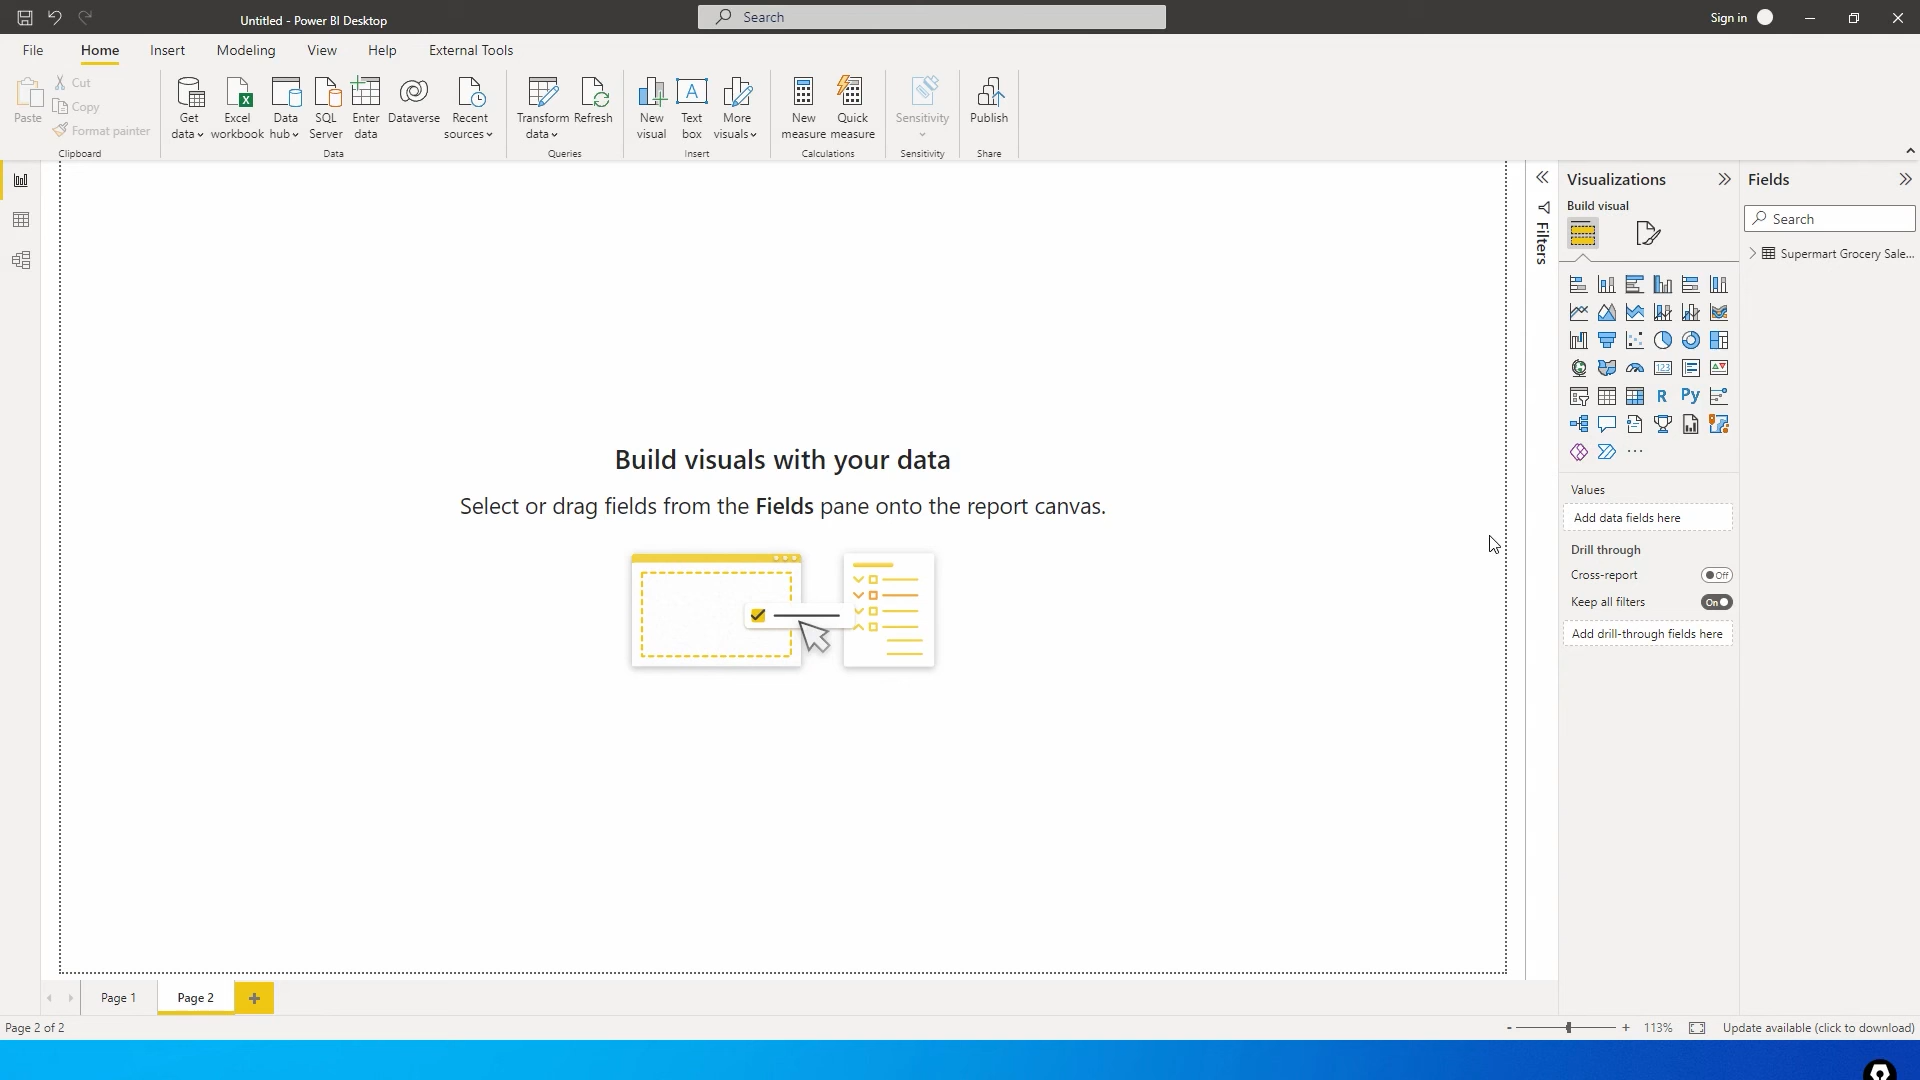 Untitled - Power BI Desktop
Search
Sign in
File
Home
Insert
Modeling
View
Help
External Tools
Paste
Cut
Copy
Format painter
Clipboard
Get data
Excel workbook
Data hub
SQL Server
Enter data
Dataverse
Recent sources
Data
Transform data
Refresh
Queries
New visual
A
Text box
More visuals
Insert
New measure
Quick measure
Calculations
Sensitivity
Sensitivity
Publish
Share
Build visuals with your data
Select or drag fields from the Fields pane onto the report canvas.
Filters
Visualizations
Build visual
123
R
Py
Values
Add data fields here
Drill through
Cross-report
Off
Keep all filters
On
Add drill-through fields here
Fields
Search
Supermart Grocery Sale...
Page 1
Page 2
Page 2 of 2
113%
Update available (click to download)